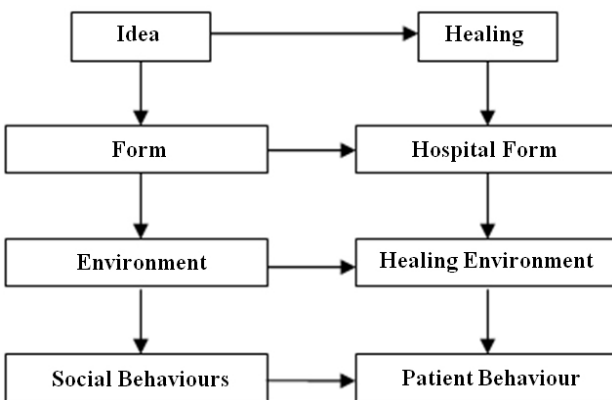 Idea
Healing
Form
Hospital Form
Environment
Healing Environment
Social Behaviours
Patient Behaviour